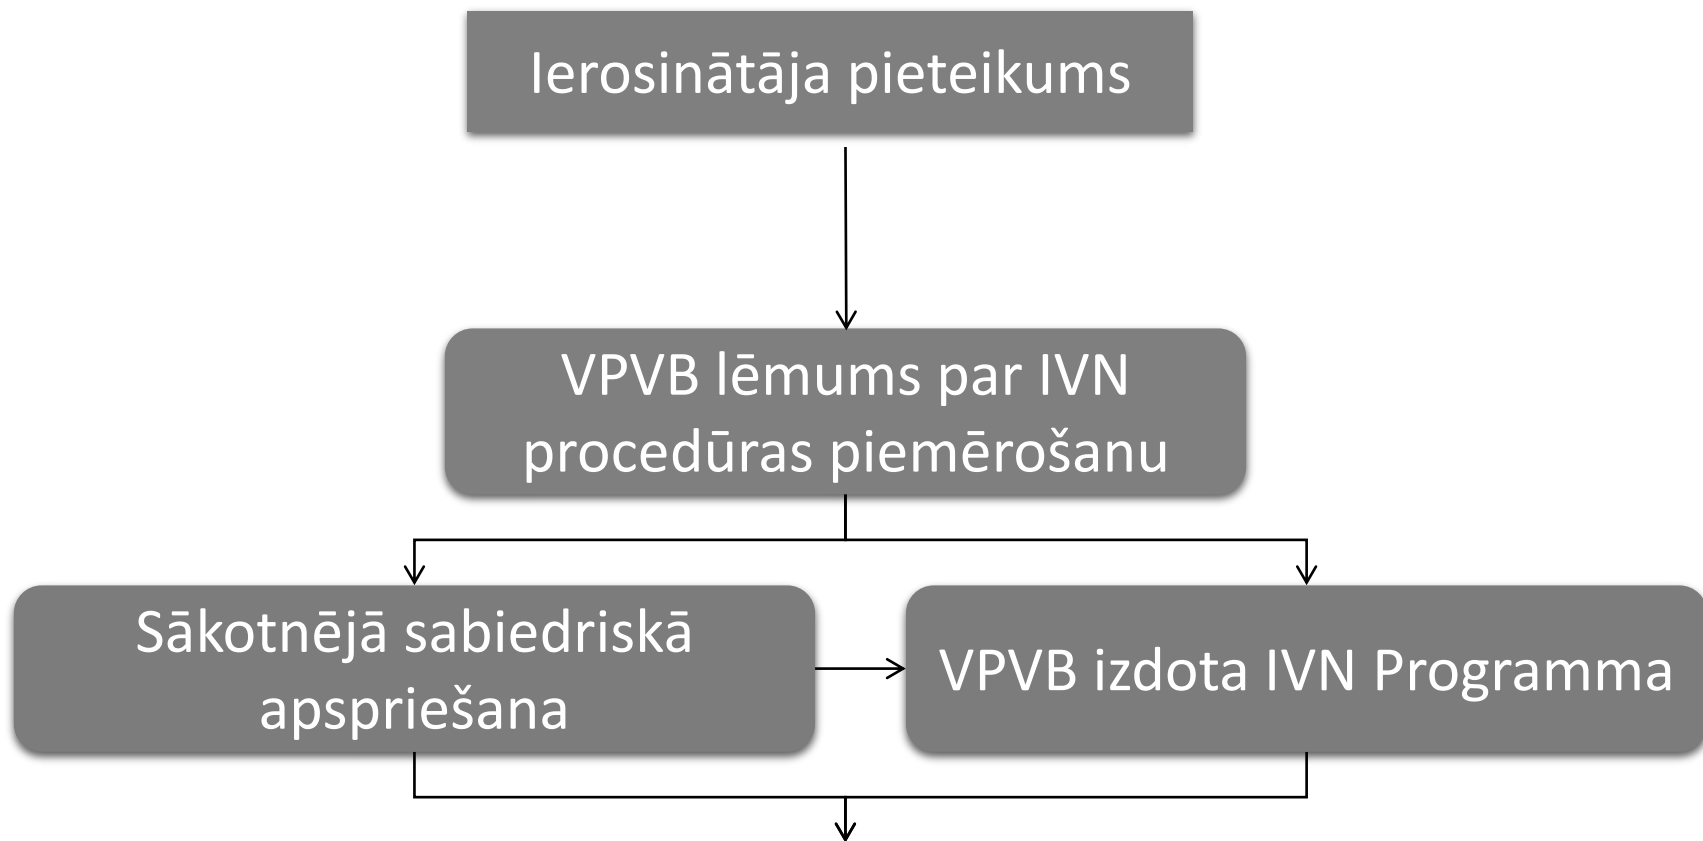 Ierosinātāja pieteikums
VPVB lēmums par IVN
procedūras piemērošanu
Sākotnējā sabiedriskā
apspriešana
VPVB izdota IVN Programma